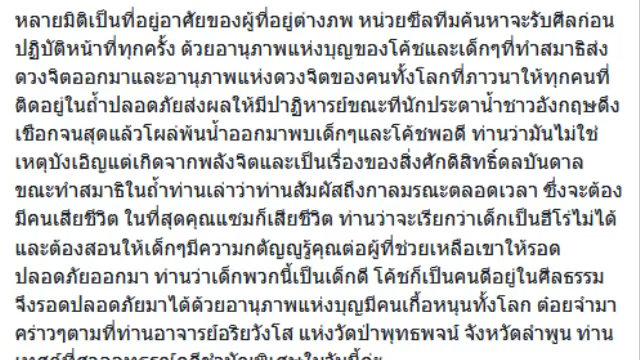 หลายมิติเป็นที่อยู่อาศัยของผู้ที่อยู่ต่างภพ หน่วยซีลทีมค้นหาจะรับศีลก่อน
ปฏิบัติหน้าที่ทุกครั้ง ด้วยอานุภาพแห่งบุญของโค้ชและเด็กๆที่ทำสมาธิส่ง
ดวงจิตออกมาและอานุภาพแห่งดวงจิตของคนทั้งโลกที่ภาวนาให้ทุกคนที่
ติดอยู่ในถ้ำปลอดภัยส่งผลให้มีปาฏิหารย์ขณะที่นักประดาน้ำชาวอังกฤษดึง
เชือกจนสุดแล้วโผล่พ้นน้ำออกมาพบเด็กๆและโค้ชพอดี ท่านว่ามันไม่ใช่
เหตุบังเอิญแต่เกิดจากพลังจิตและเป็นเรื่องของสิ่งศักดิสิทธิ์ดลบันดาล
ขณะทำสมาธิในถ้ำท่านเล่าว่าท่านสัมผัสถึงกาลมรณะตลอดเวลา ซึ่งจะต้อง
มีคนเสียชีวิต ในที่สุดคุณแซมก็เสียชีวิต ท่านว่าจะเรียกว่าเด็กเป็นฮีโร่ไม่ได้
และต้องสอนให้เด็กๆมีความกตัญญูรู้คุณต่อผู้ที่ช่วยเหลือเขาให้รอด
ปลอดภัยออกมา ท่านว่าเด็กพวกนี้เป็นเด็กดี โค้ชก็เป็นคนดีอยู่ในศีลธรรม
จึงรอดปลอดภัยมาได้ด้วยอานุภาพแห่งบุญมีคนเกื้อหนุนทั้งโลก ต่อยจำมา
คร่าวๆตามที่ท่านอาจารย์อริยวังโส แห่งวัดป่าพุทธพจน์ จังหวัดลำพูน ท่าน